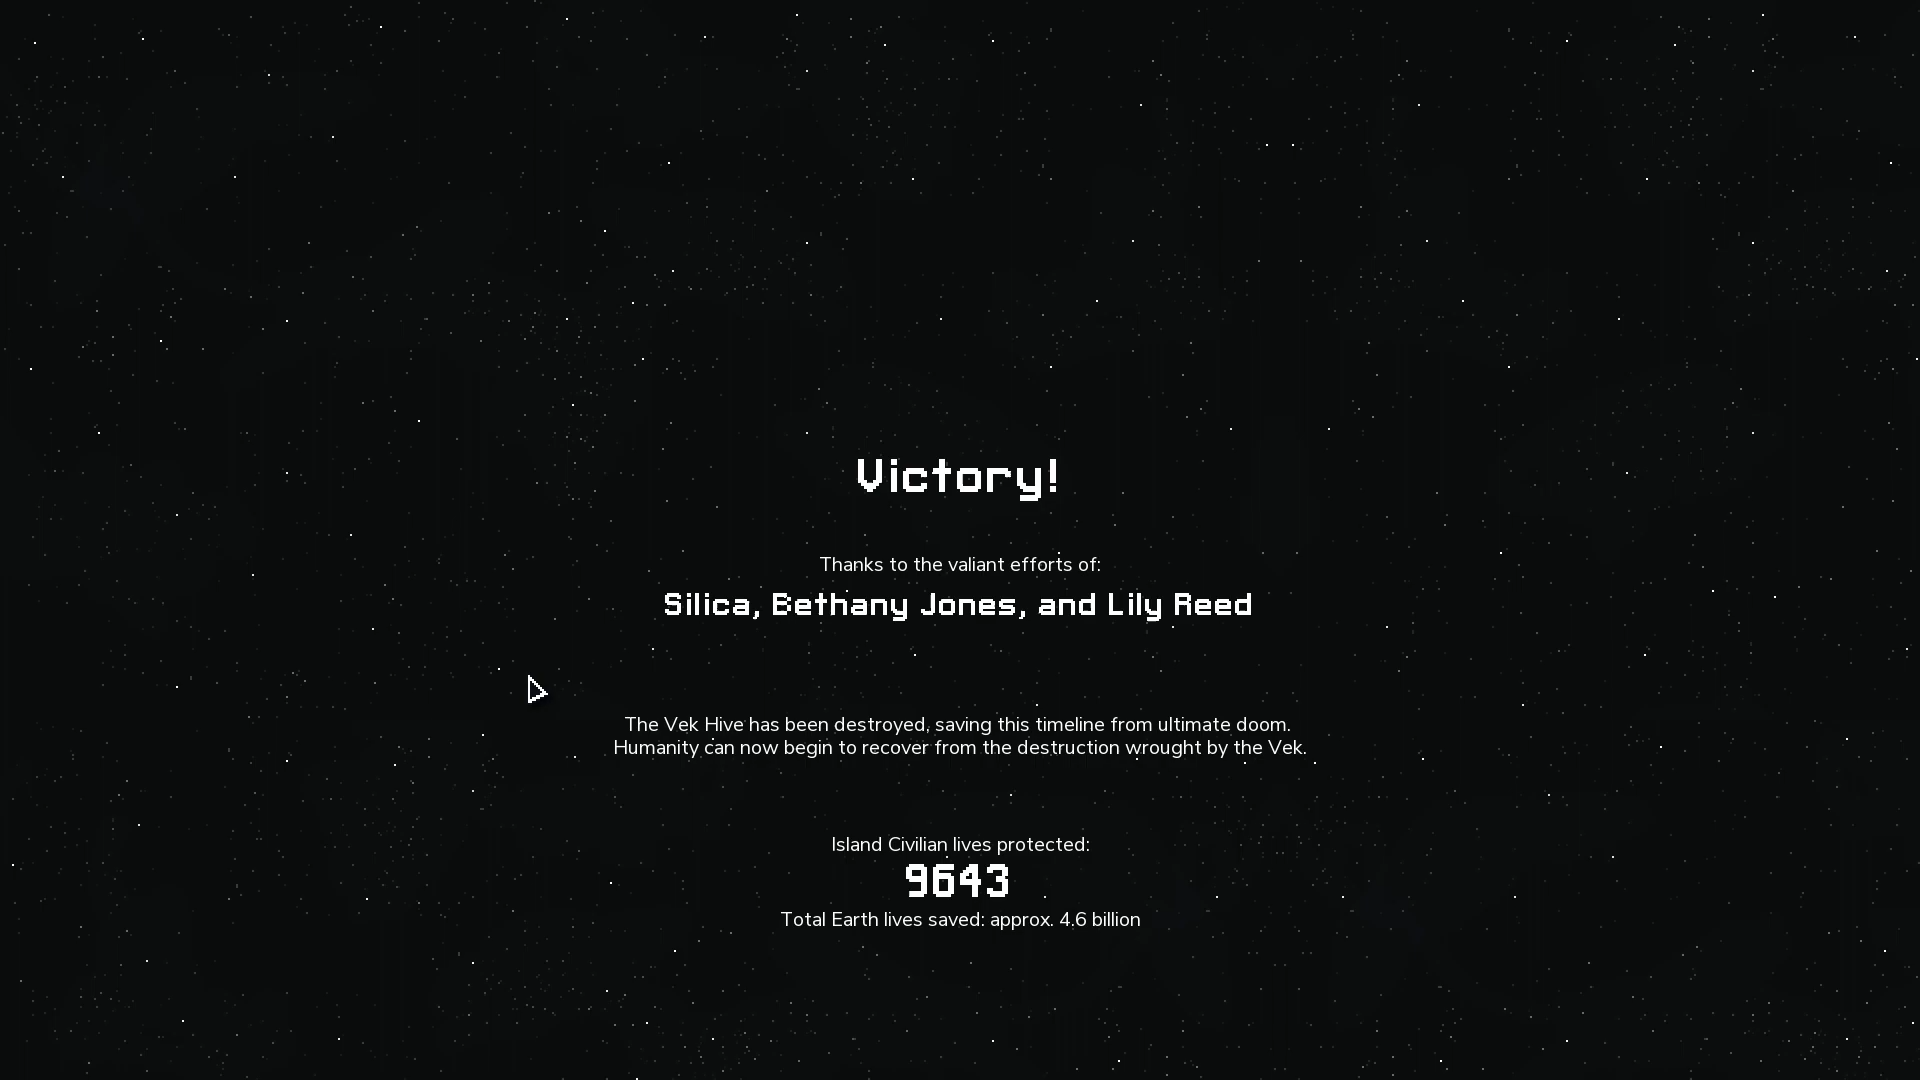 Victory!
Thanks to the valiant efforts of:
Silica, Bethany Jones, and Lily Reed
The Vek Hive has been destroyed, saving this timeline from ultimate doom.
Humanity can now begin to recover from the destruction wrought by the Vek.
Island Civilian lives protected:
9643
Total Earth lives saved: approx. 4.6 billion